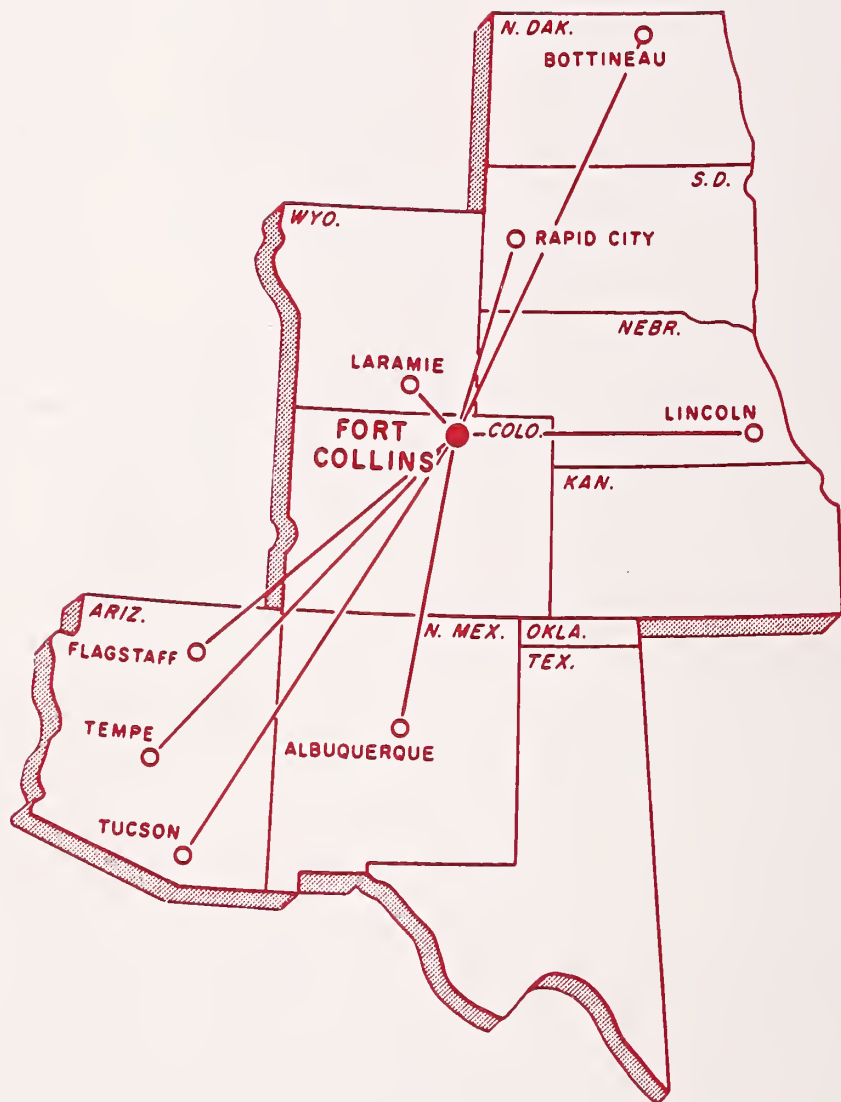 N. DAK.
BOTTINEAU
S.D.
WYO.
RAPID CITY
NEBR.
LARAMIE
LINCOLN
FORT
COLLINS
COLO.
KAN.
ARIZ.
N. MEX.
OKLA.
FLAGSTAFF
TEX.
TEMPE
ALBUQUERQUE
TUCSON